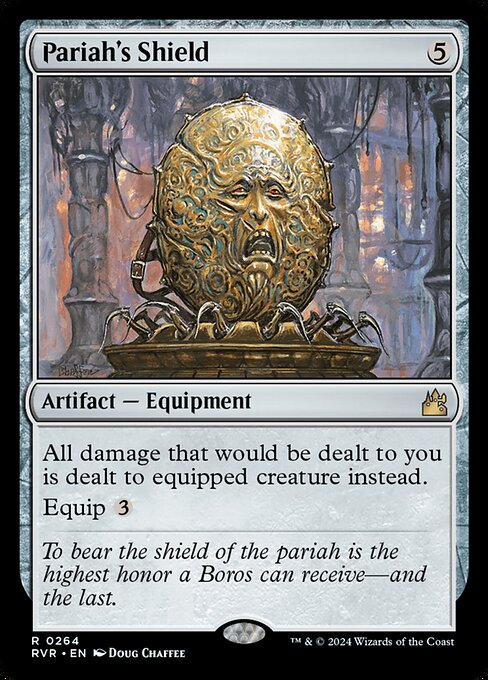 Pariah's Shield 5
Artifact — Equipment
All damage that would be dealt to you
is dealt to equipped creature instead.
Equip 3
To bear the shield of the pariah is the
highest honor a Boros can receive—and
the last.
R 0264
RVR • EN Doug Chaffee
™ & © 2024 Wizards of the Coast